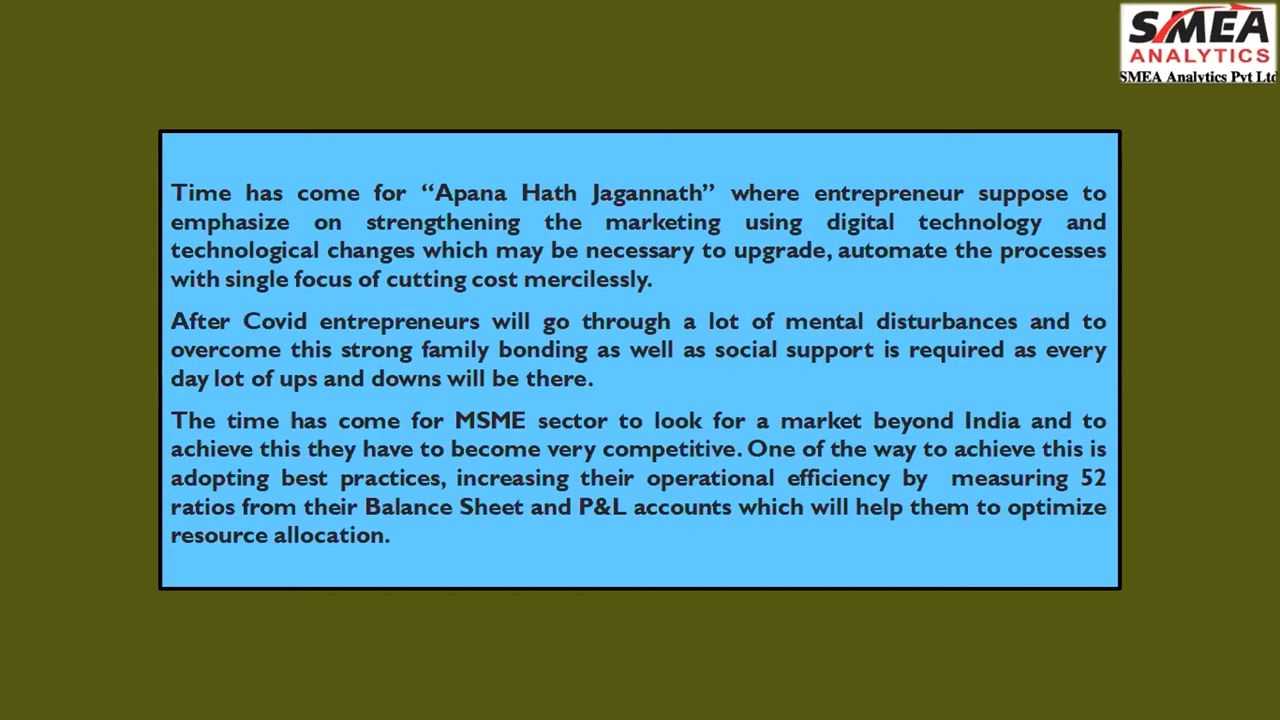 SMEA
ANALYTICS
SMEA Analytics Pvt Ltd
Time has come for “Apana Hath Jagannath” where entrepreneur suppose to
emphasize on strengthening the marketing using digital technology and
technological changes which may be necessary to upgrade, automate the processes
with single focus of cutting cost mercilessly.
After Covid entrepreneurs will go through a lot of mental disturbances and to
overcome this strong family bonding as well as social support is required as every
day lot of ups and downs will be there.
The time has come for MSME sector to look for a market beyond India and to
achieve this they have to become very competitive. One of the way to achieve this is
adopting best practices, increasing their operational efficiency by measuring 52
ratios from their Balance Sheet and P&L accounts which will help them to optimize
resource allocation.